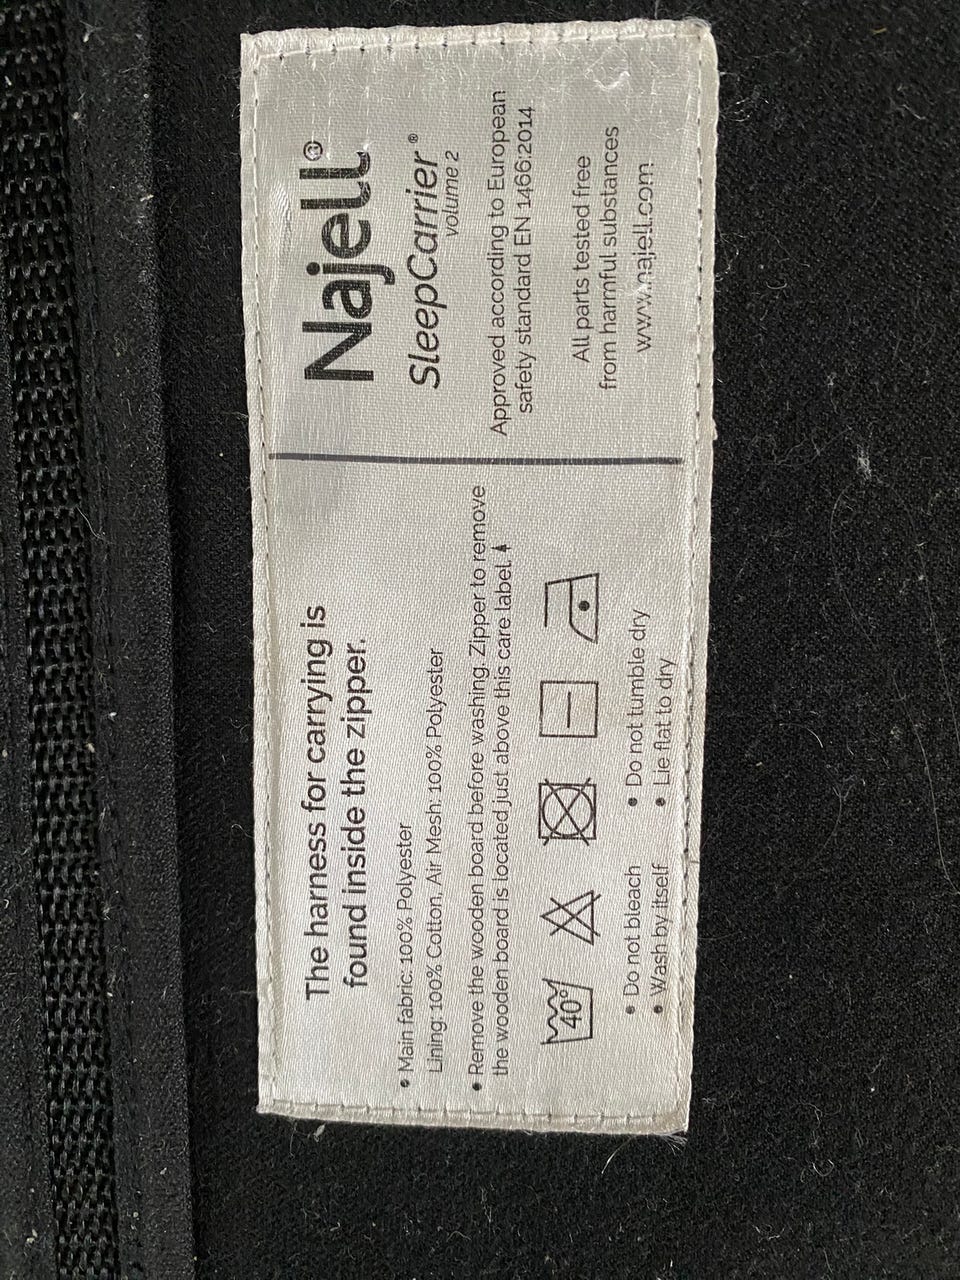 The harness for carrying is
found inside the zipper.
• Main fabric: 100% Polyester
Lining: 100% Cotton, Air Mesh: 100% Polyester
• Remove the wooden board before washing. Zipper to remove
the wooden board is located just above this care label.
40°
• Do not bleach
• Wash by itself
• Do not tumble dry
• Lie flat to dry
Najell®
SleepCarrier®
volume 2
Approved according to European
safety standard EN 1466:2014
All parts tested free
from harmful substances
www.najell.com